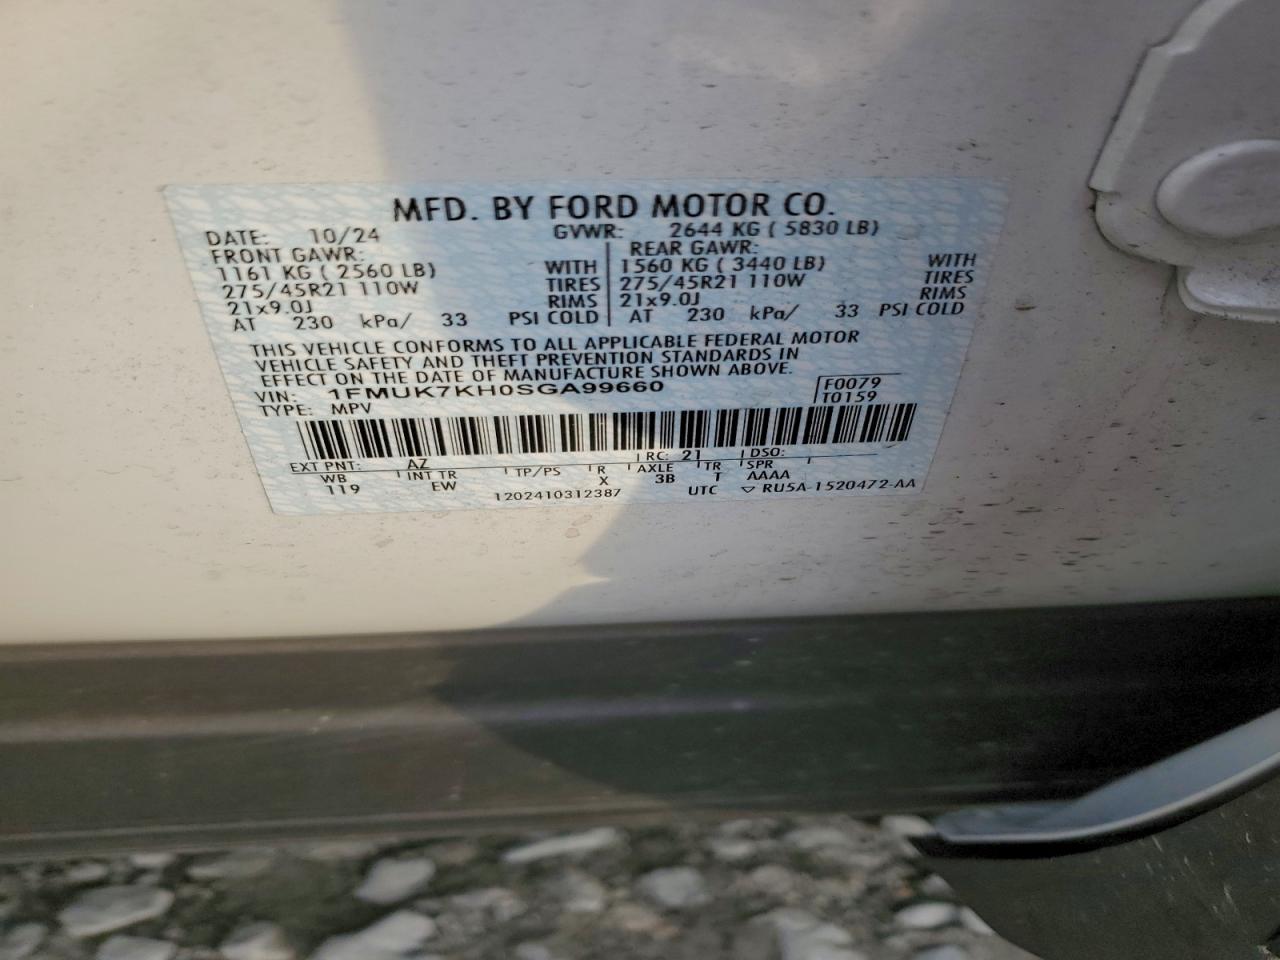 MFD. BY FORD MOTOR CO.
DATE: 10/24 GVWR: 2644 KG ( 5830 LB)
FRONT GAWR: REAR GAWR:
1161 KG ( 2560 LB) WITH 1560 KG ( 3440 LB) WITH
275/45R21 110W TIRES 275/45R21 110W TIRES
21x9.0J RIMS 21x9.0J RIMS
AT 230 kPa/ 33 PSI COLD AT 230 kPa/ 33 PSI COLD
THIS VEHICLE CONFORMS TO ALL APPLICABLE FEDERAL MOTOR
VEHICLE SAFETY AND THEFT PREVENTION STANDARDS IN
EFFECT ON THE DATE OF MANUFACTURE SHOWN ABOVE.
VIN: 1FMUK7KH0SGA99660 F0079
TYPE: MPV T0159
EXT PNT: AZ RC: 21 DSO:
WB INT TR TP/PS R AXLE TR SPR
119 EW X 3B T AAAA
1202410312387 UTC ▽ RU5A-1520472-AA